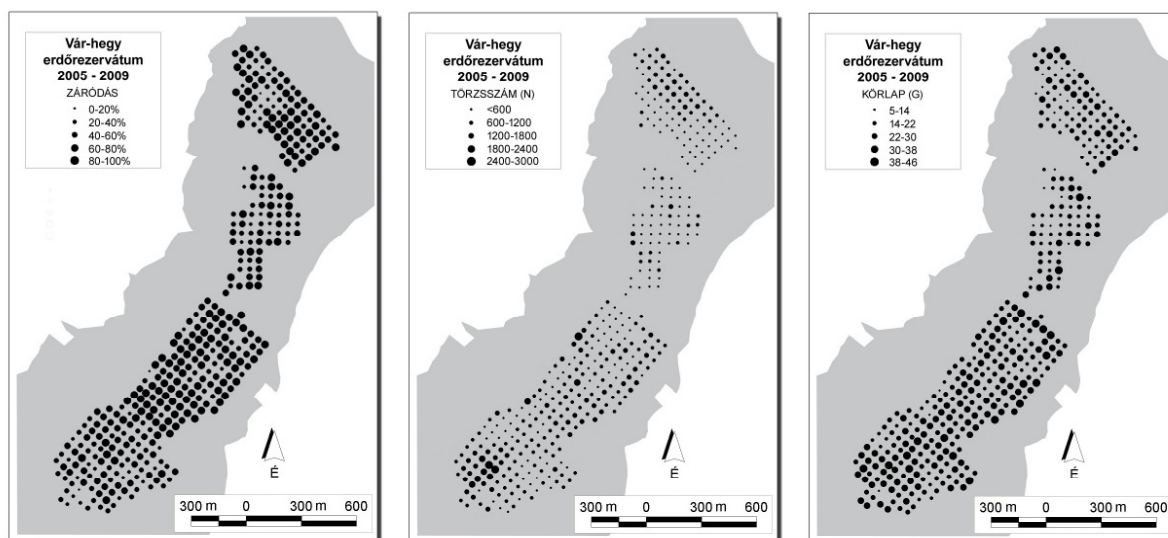 Vár-hegy
erdőrezervátum
2005 - 2009
ZÁRÓDÁS
0-20%
20-40%
40-60%
60-80%
80-100%
É
300 m 0 300 m 600
Vár-hegy
erdőrezervátum
2005 - 2009
TÖRZSSZÁM (N)
<600
600-1200
1200-1800
1800-2400
2400-3000
É
300 m 0 300 m 600
Vár-hegy
erdőrezervátum
2005 - 2009
KÖRLAP (G)
5-14
14-22
22-30
30-38
38-46
É
300 m 0 300 m 600